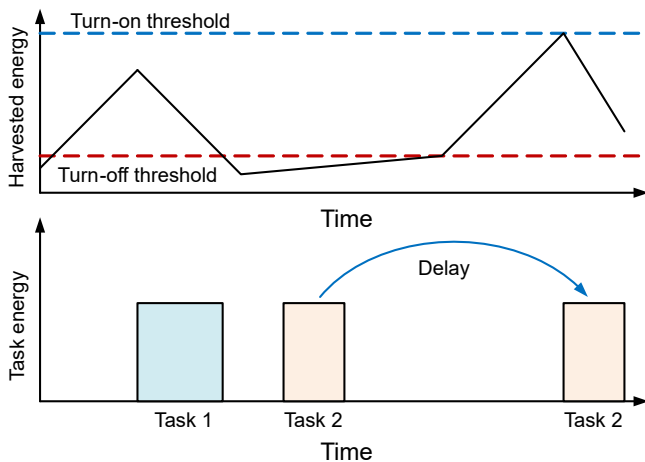 Turn-on threshold
Harvested energy
Turn-off threshold
Time
Task energy
Delay
Task 1
Task 2
Task 2
Time